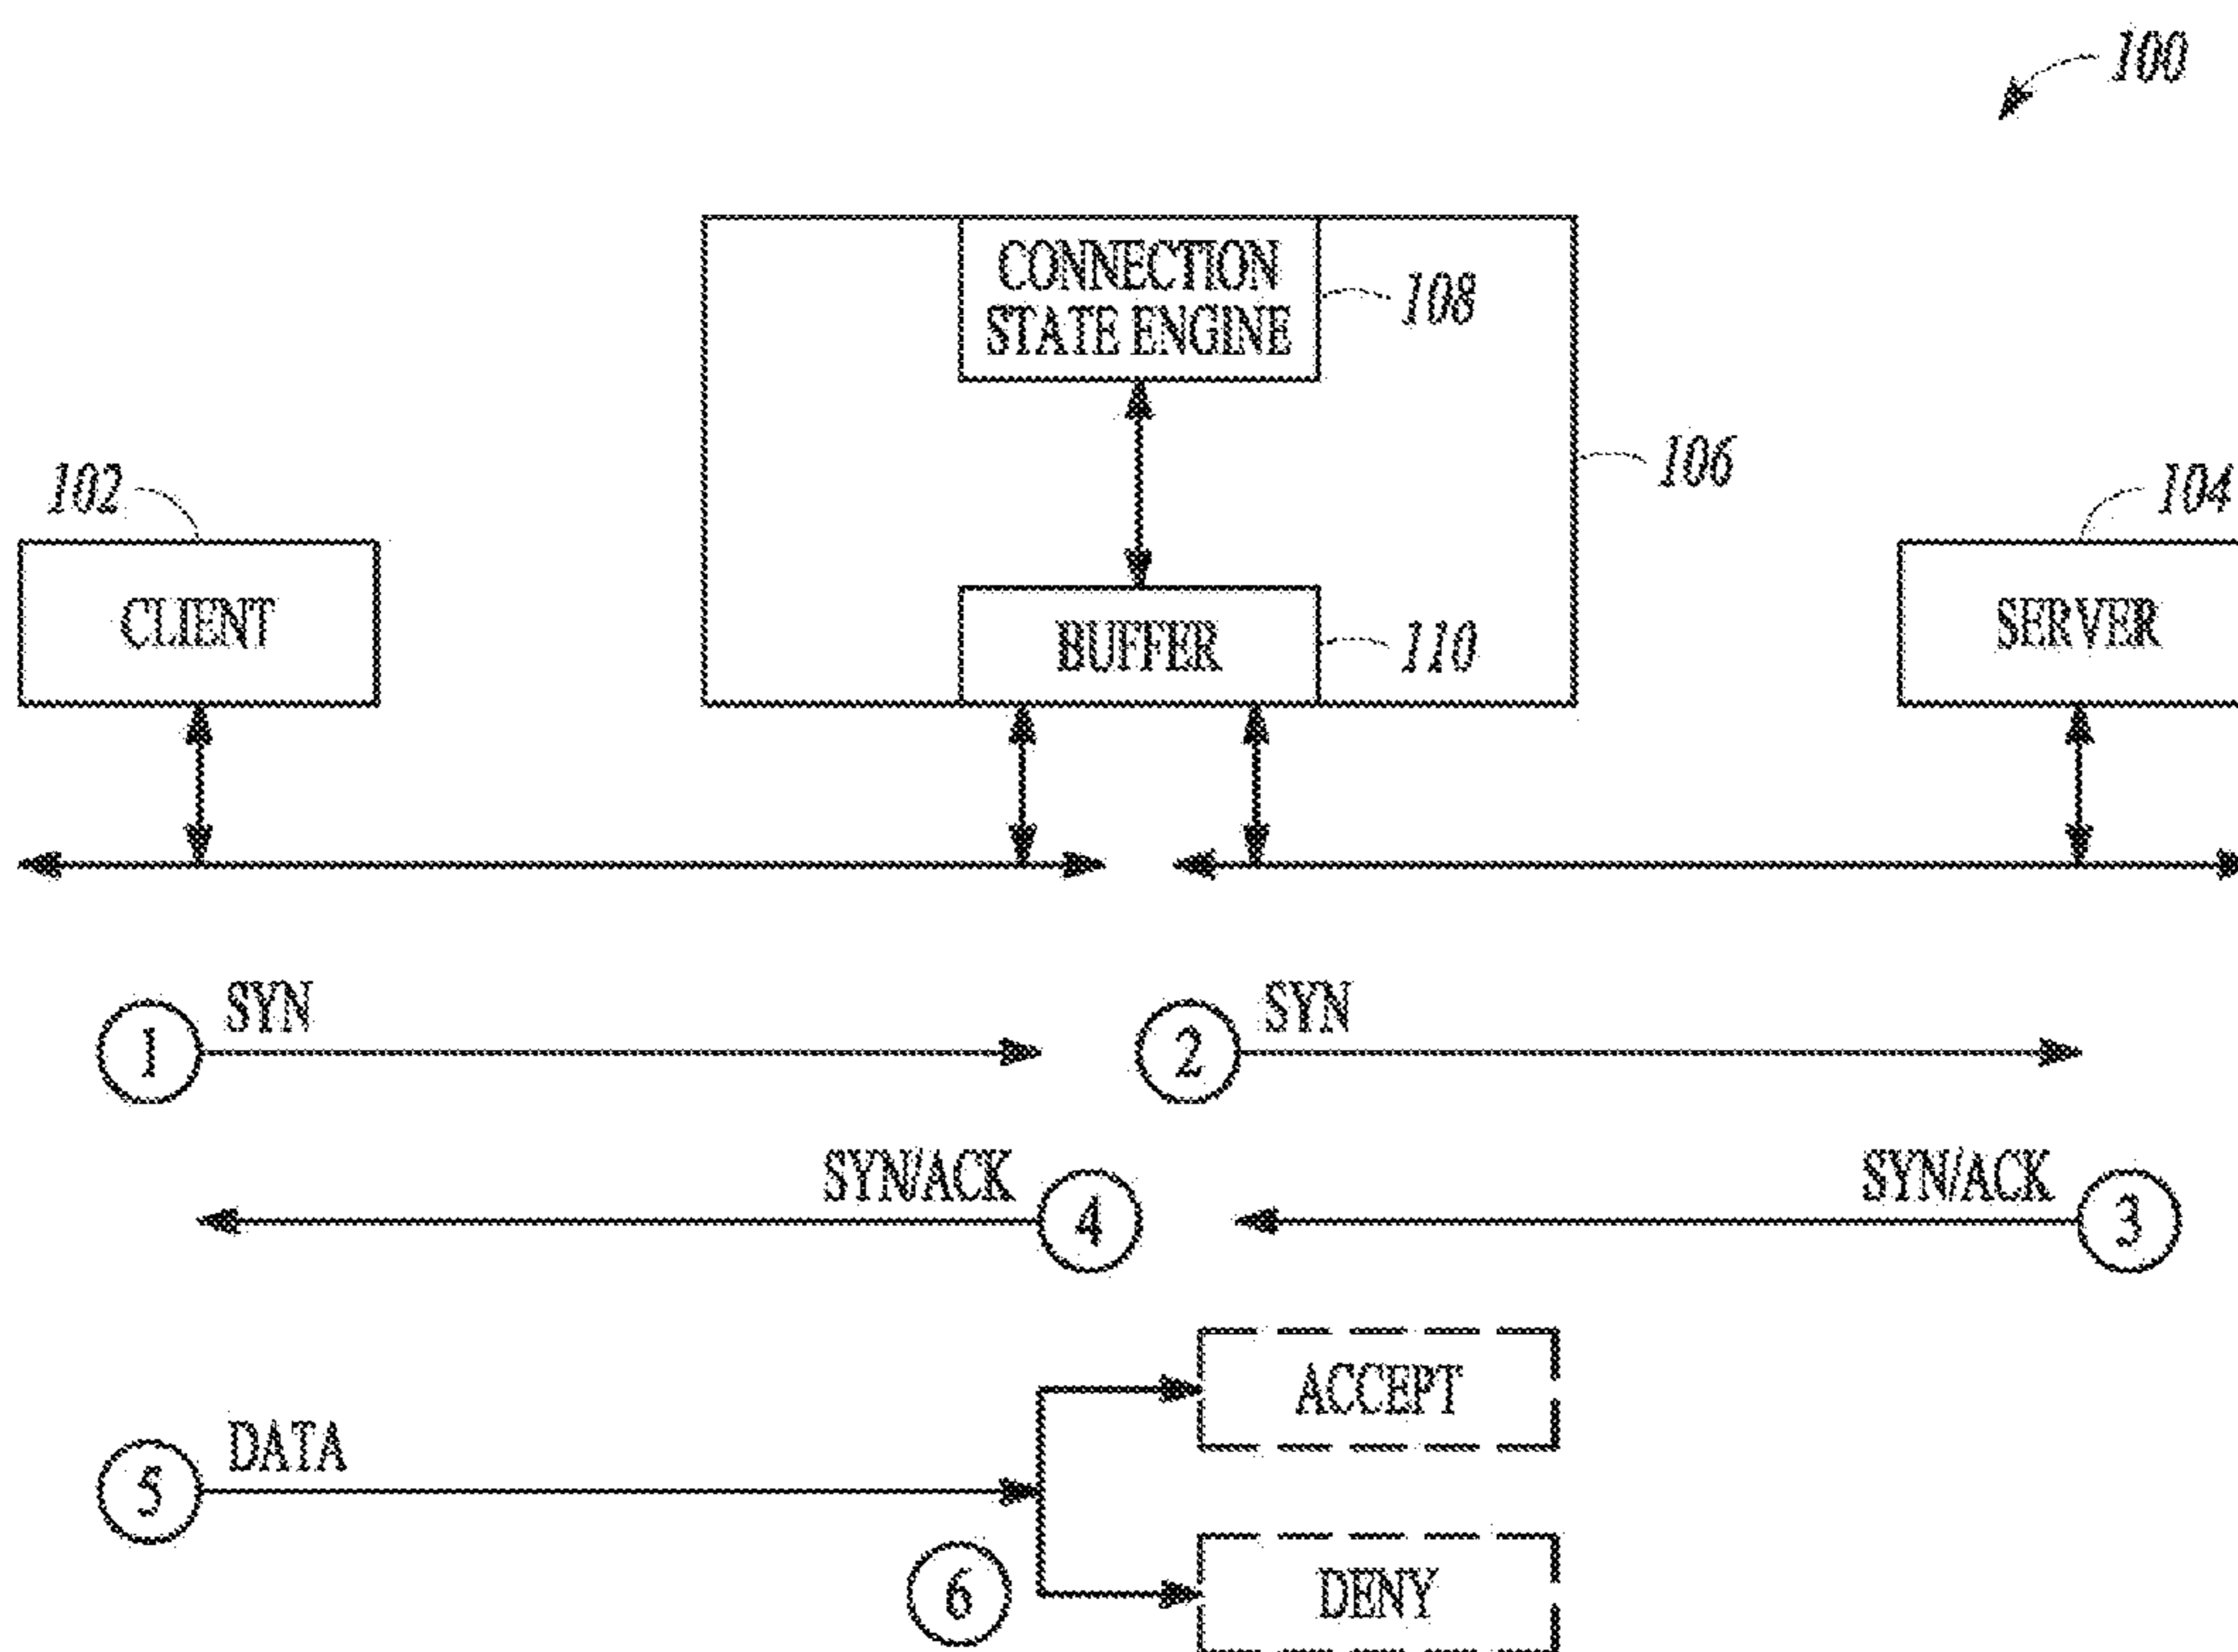 100
CONNECTION
STATE ENGINE
108
106
102
104
CLIENT
BUFFER
110
SERVER
1 SYN
2 SYN
SYN/ACK 4
SYN/ACK 3
ACCEPT
5 DATA
6
DENY